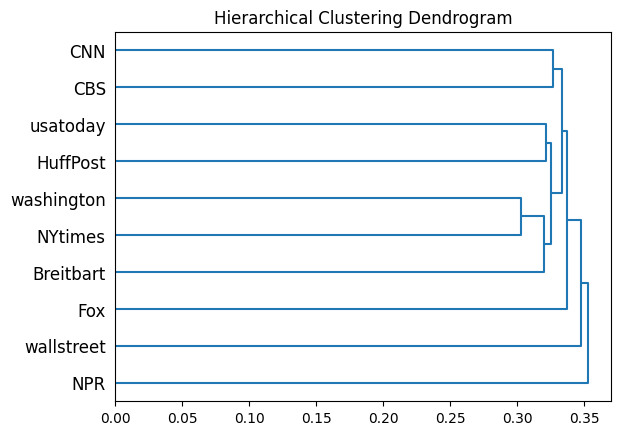 Hierarchical Clustering Dendrogram
CNN
CBS
usatoday
HuffPost
washington
NYtimes
Breitbart
Fox
wallstreet
NPR
0.00 0.05 0.10 0.15 0.20 0.25 0.30 0.35